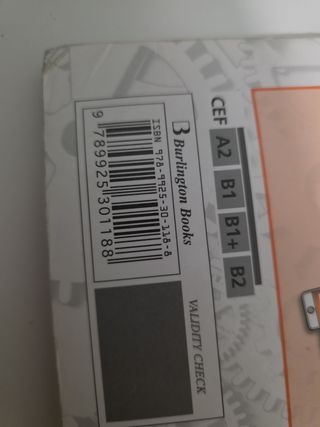 CEF A2 B1 B1+ B2
B Burlington Books
ISBN 978-9925-30-118-8
9 789925 301188
VALIDITY CHECK